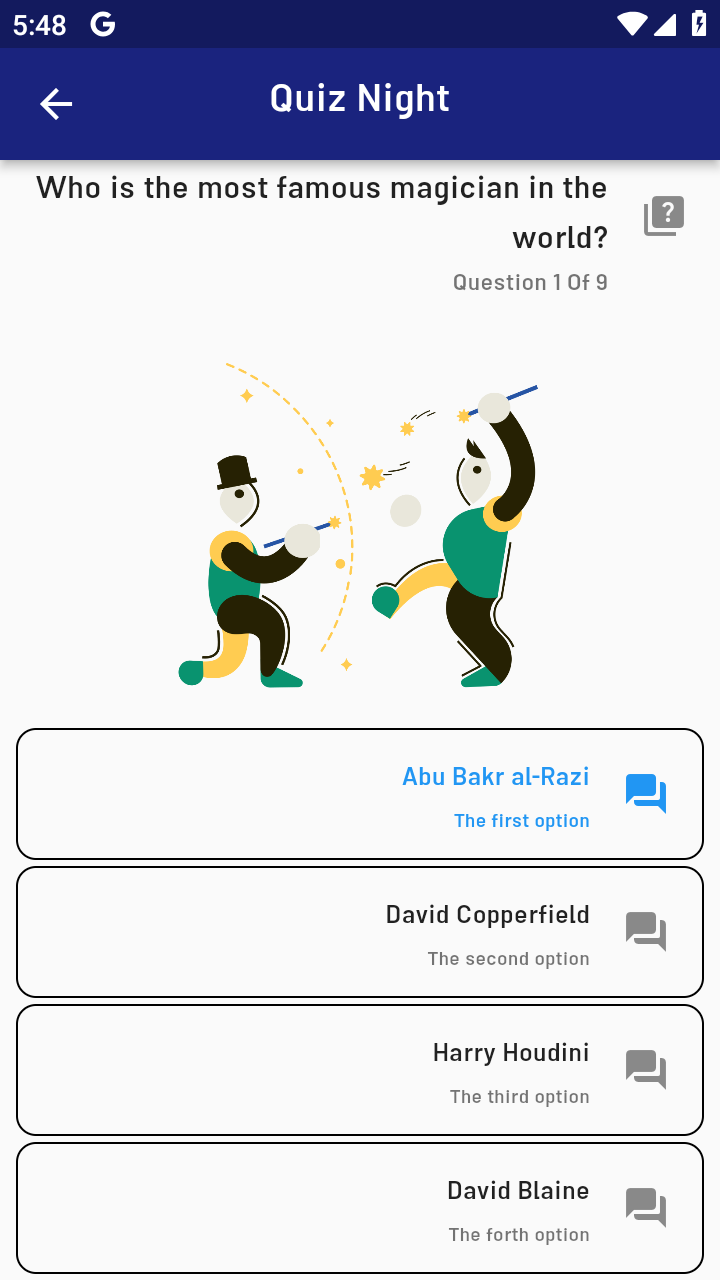 5:48
Quiz Night
Who is the most famous magician in the
world?
Question 1 Of 9
Abu Bakr al-Razi
The first option
David Copperfield
The second option
Harry Houdini
The third option
David Blaine
The forth option